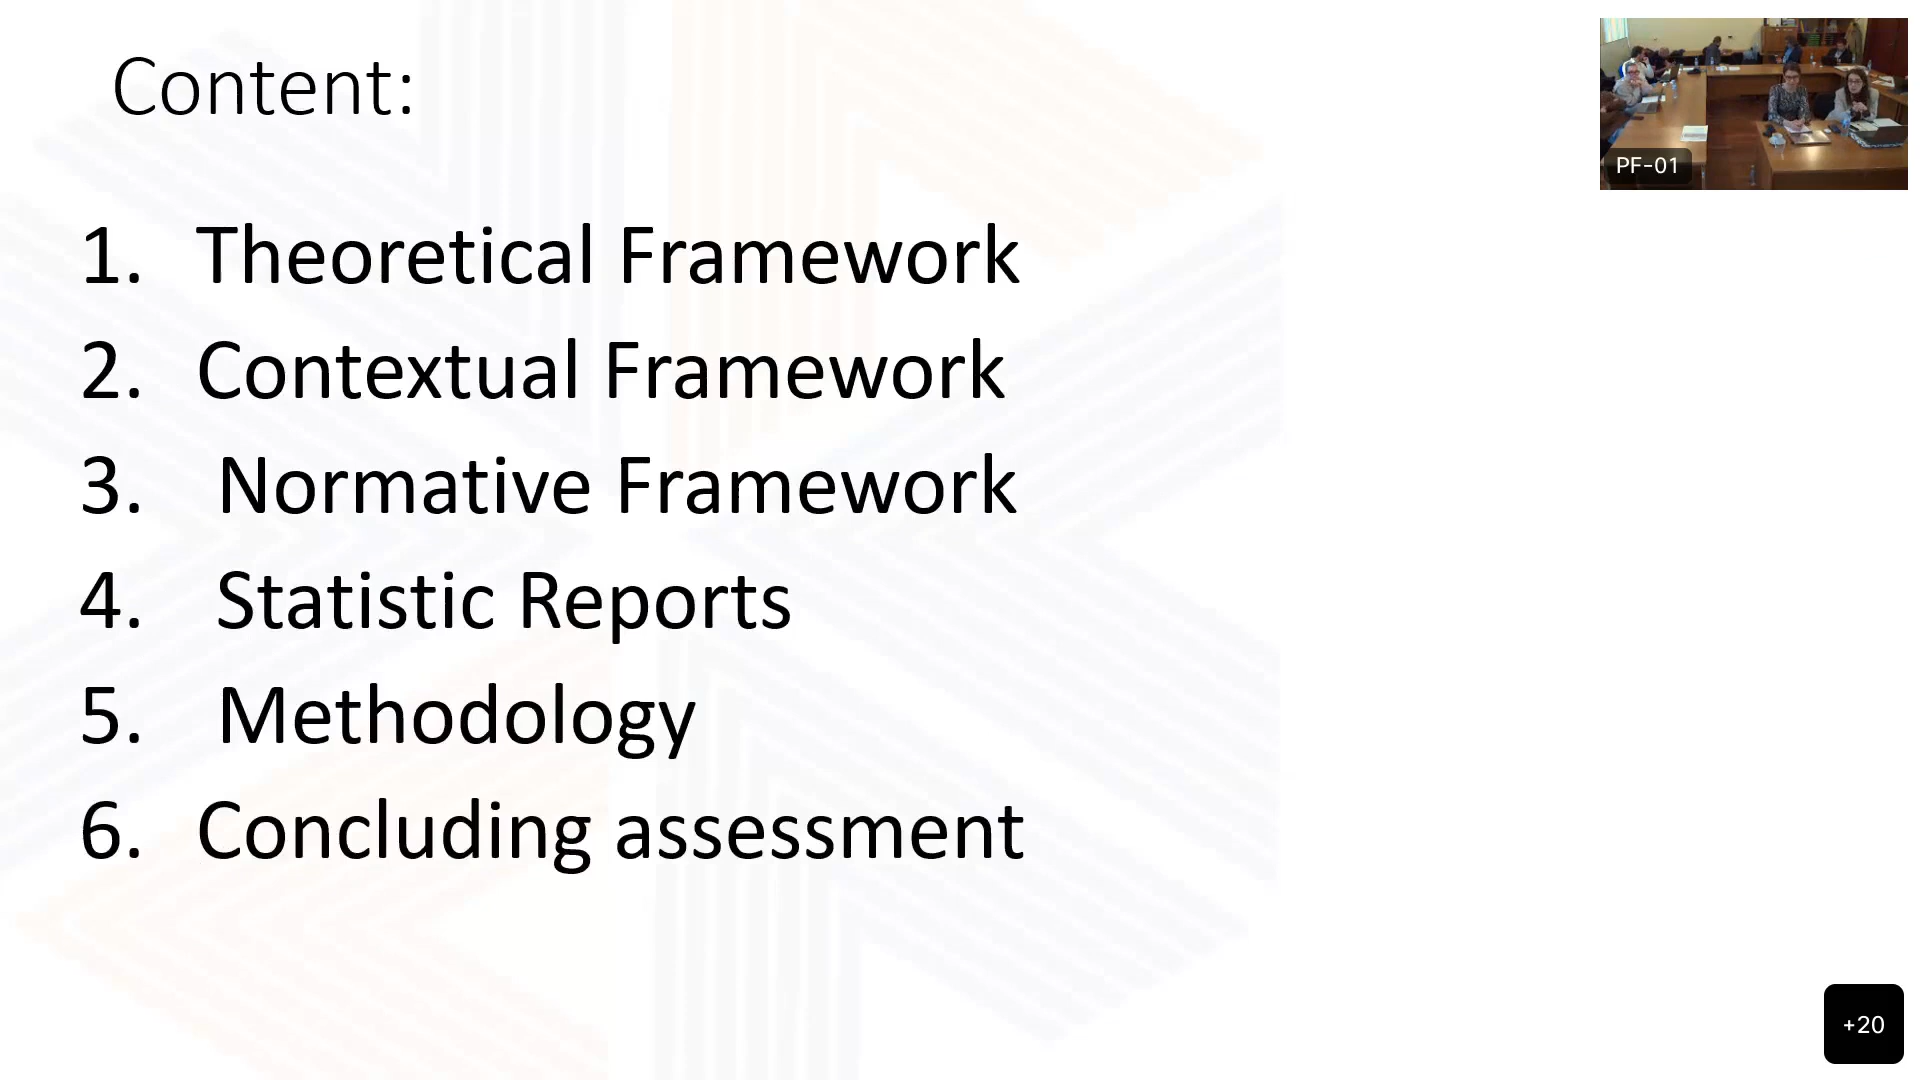 Content:
1. Theoretical Framework
2. Contextual Framework
3. Normative Framework
4. Statistic Reports
5. Methodology
6. Concluding assessment
PF-01
+20